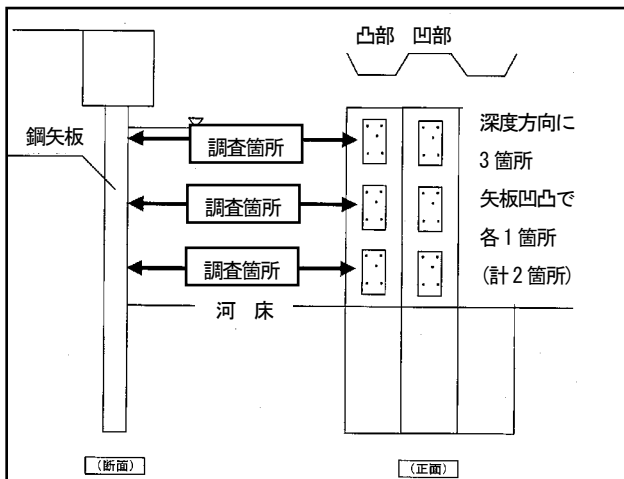 凸部 凹部
鋼矢板
調査箇所
調査箇所
調査箇所
深度方向に
3箇所
矢板凹凸で
各1箇所
(計2箇所)
河 床
(断面)
(正面)